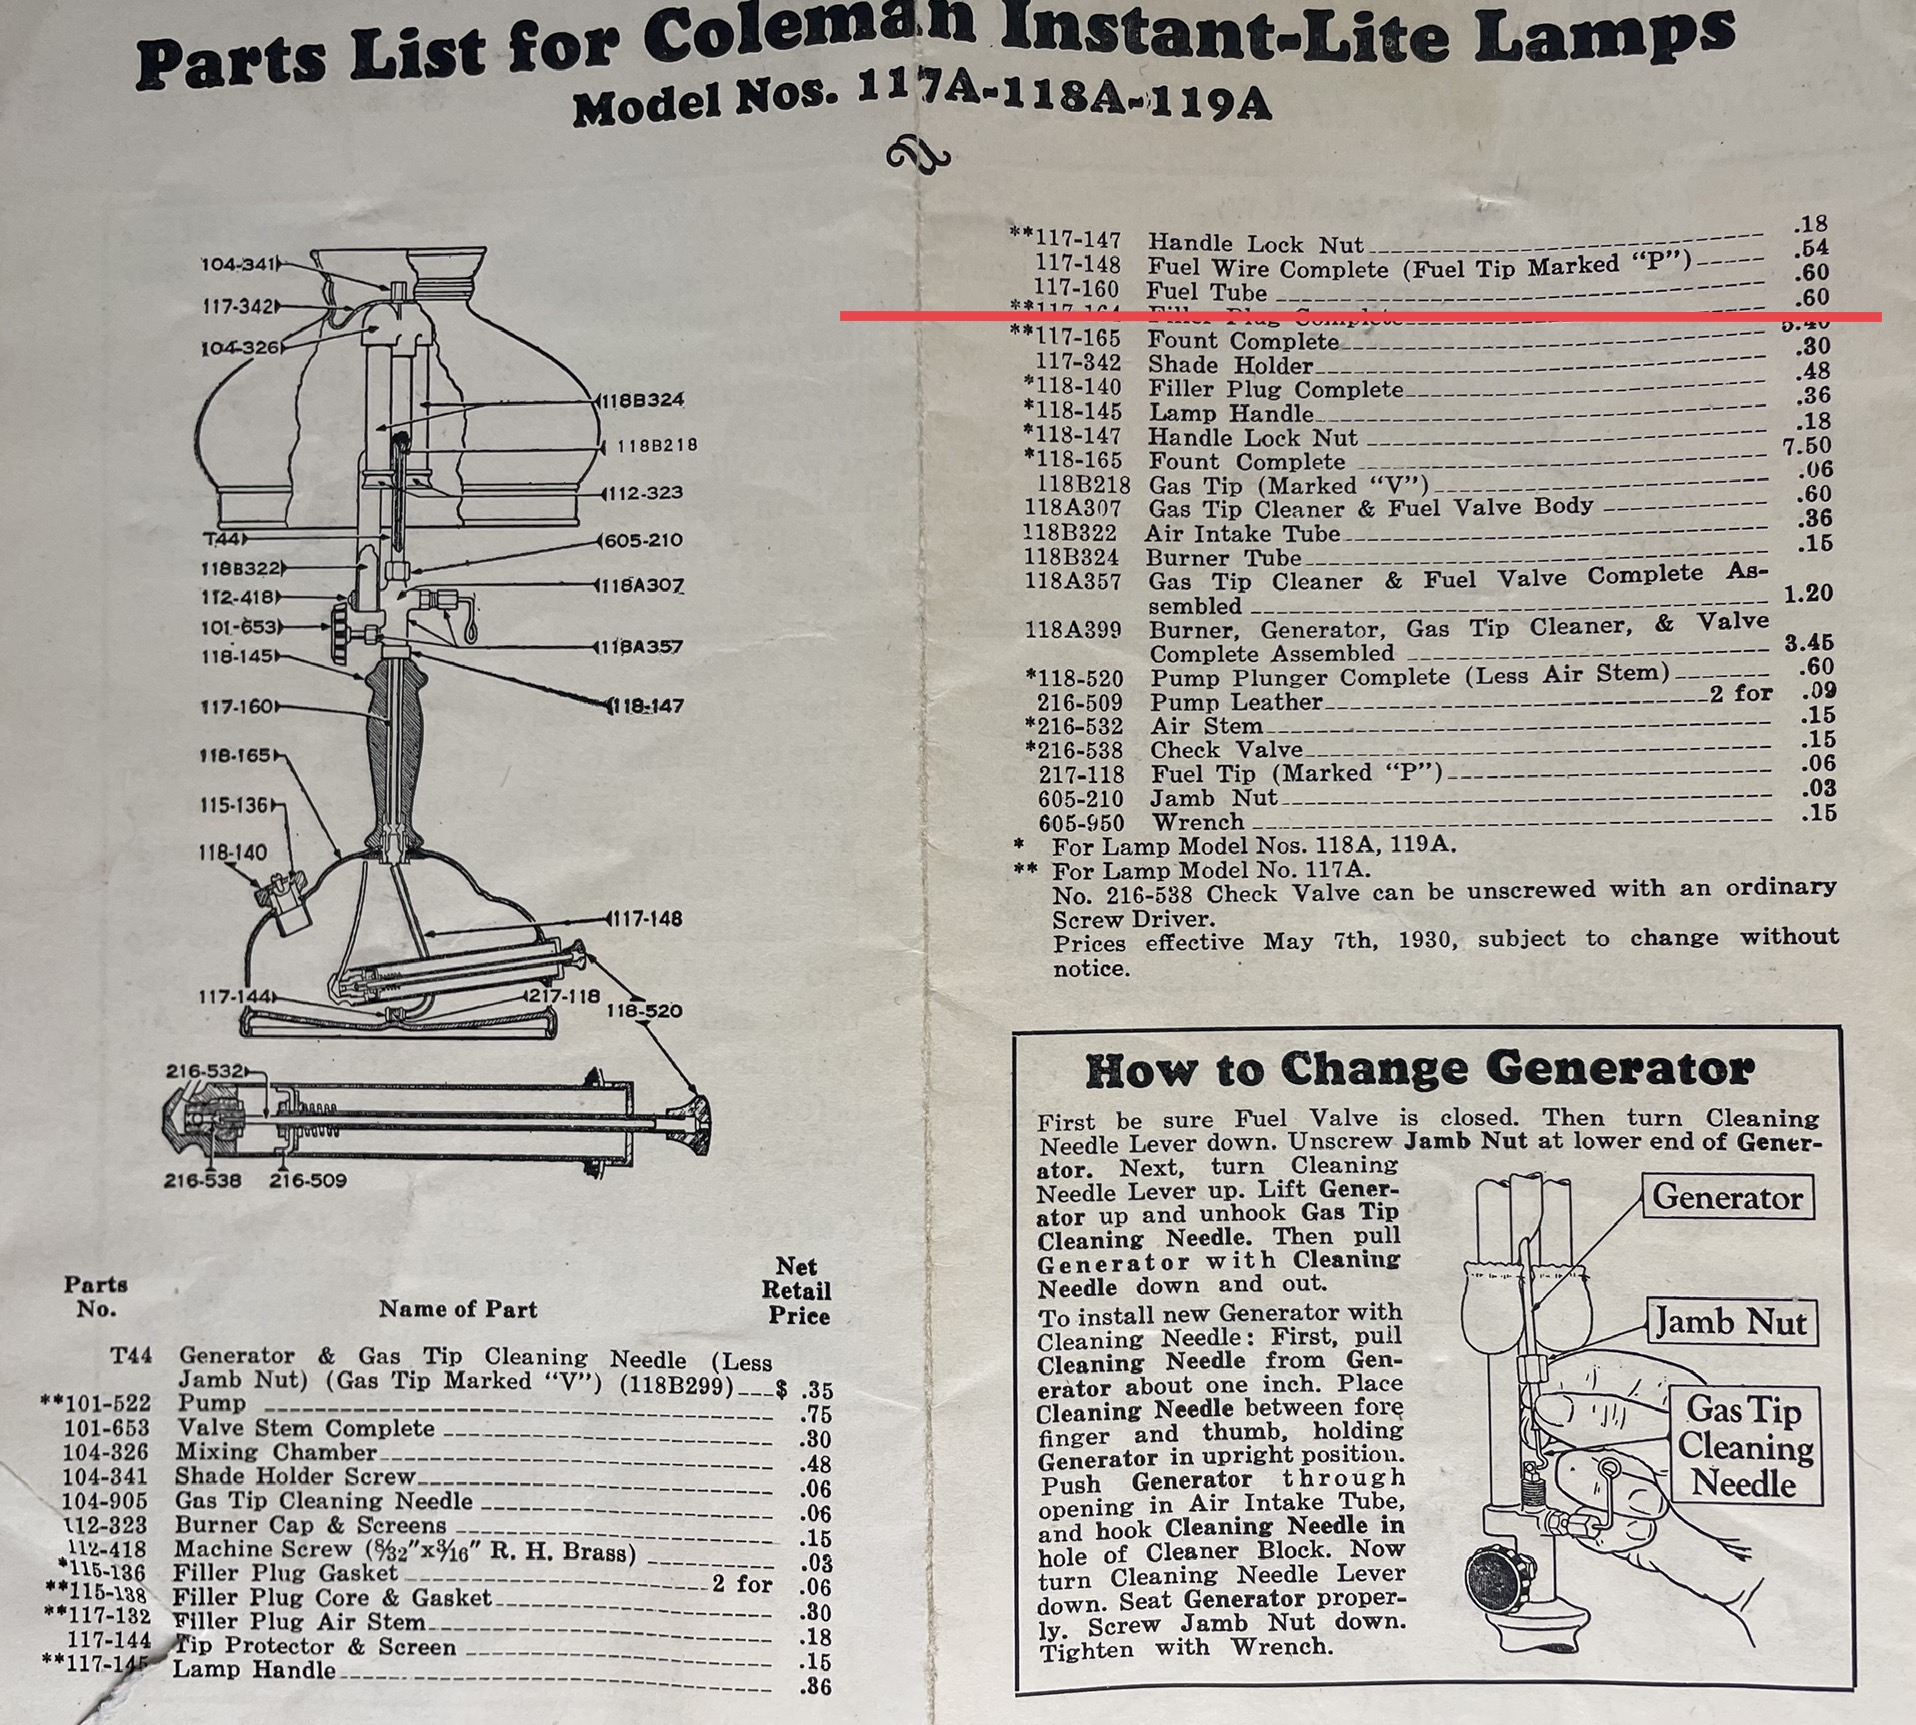 Parts List for Coleman Instant-Lite Lamps
Model Nos. 117A-118A-119A
104-341
117-342
104-326
118B324
118B218
112-323
T44
605-210
118B322
118A307
112-418
101-653
118A357
118-145
118-147
117-160
118-165
115-136
118-140
117-148
117-144
217-118
118-520
216-532
216-538 216-509
Parts No. Name of Part Net Retail Price
T44 Generator & Gas Tip Cleaning Needle (Less
Jamb Nut) (Gas Tip Marked "V") (118B299)___$ .35
**101-522 Pump .75
101-653 Valve Stem Complete .30
104-326 Mixing Chamber .48
104-341 Shade Holder Screw .06
104-905 Gas Tip Cleaning Needle .06
112-323 Burner Cap & Screens .15
112-418 Machine Screw (8/32"x3/16" R. H. Brass) .03
*115-136 Filler Plug Gasket 2 for .06
**115-138 Filler Plug Core & Gasket .30
**117-132 Filler Plug Air Stem .18
117-144 Tip Protector & Screen .15
**117-145 Lamp Handle .36
**117-147 Handle Lock Nut .18
117-148 Fuel Wire Complete (Fuel Tip Marked "P") .54
117-160 Fuel Tube .60
**117-164 Filler Plug Complete .60
**117-165 Fount Complete 5.40
117-342 Shade Holder .30
*118-140 Filler Plug Complete .48
*118-145 Lamp Handle .36
*118-147 Handle Lock Nut .18
*118-165 Fount Complete 7.50
118B218 Gas Tip (Marked "V") .06
118A307 Gas Tip Cleaner & Fuel Valve Body .60
118B322 Air Intake Tube .36
118B324 Burner Tube .15
118A357 Gas Tip Cleaner & Fuel Valve Complete As-
sembled 1.20
118A399 Burner, Generator, Gas Tip Cleaner, & Valve
Complete Assembled 3.45
*118-520 Pump Plunger Complete (Less Air Stem) .60
216-509 Pump Leather 2 for .09
*216-532 Air Stem .15
*216-538 Check Valve .15
217-118 Fuel Tip (Marked "P") .06
605-210 Jamb Nut .03
605-950 Wrench .15
* For Lamp Model Nos. 118A, 119A.
** For Lamp Model No. 117A.
No. 216-538 Check Valve can be unscrewed with an ordinary
Screw Driver.
Prices effective May 7th, 1930, subject to change without
notice.
How to Change Generator
First be sure Fuel Valve is closed. Then turn Cleaning
Needle Lever down. Unscrew Jamb Nut at lower end of Gener-
ator. Next, turn Cleaning
Needle Lever up. Lift Gener-
ator up and unhook Gas Tip
Cleaning Needle. Then pull
Generator with Cleaning
Needle down and out.
To install new Generator with
Cleaning Needle: First, pull
Cleaning Needle from Gen-
erator about one inch. Place
Cleaning Needle between fore
finger and thumb, holding
Generator in upright position.
Push Generator through
opening in Air Intake Tube,
and hook Cleaning Needle in
hole of Cleaner Block. Now
turn Cleaning Needle Lever
down. Seat Generator proper-
ly. Screw Jamb Nut down.
Tighten with Wrench.
Generator
Jamb Nut
Gas Tip
Cleaning
Needle